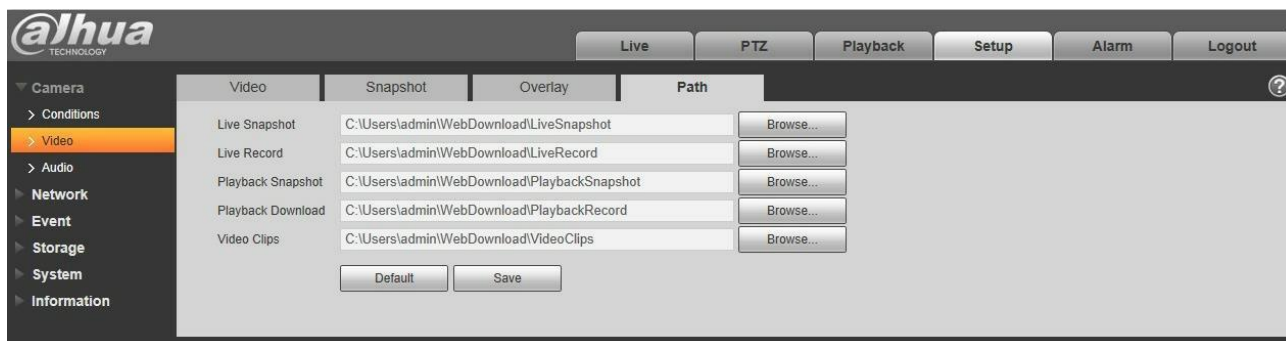 alhua
TECHNOLOGY
Live PTZ Playback Setup Alarm Logout
Camera
> Conditions
> Video
> Audio
Network
Event
Storage
System
Information
Video Snapshot Overlay Path
?
Live Snapshot C:\Users\admin\WebDownload\LiveSnapshot Browse...
Live Record C:\Users\admin\WebDownload\LiveRecord Browse...
Playback Snapshot C:\Users\admin\WebDownload\PlaybackSnapshot Browse...
Playback Download C:\Users\admin\WebDownload\PlaybackRecord Browse...
Video Clips C:\Users\admin\WebDownload\VideoClips Browse...
Default Save